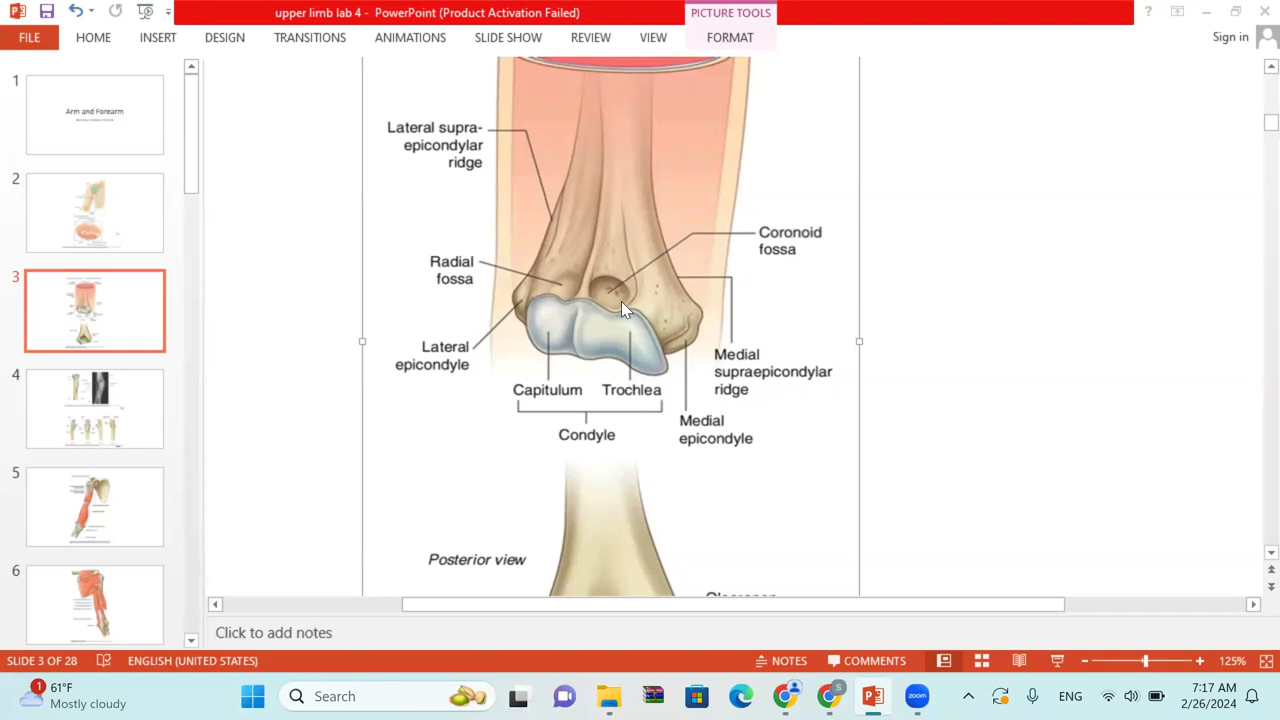 upper limb lab 4 - PowerPoint (Product Activation Failed)
PICTURE TOOLS
FILE
HOME
INSERT
DESIGN
TRANSITIONS
ANIMATIONS
SLIDE SHOW
REVIEW
VIEW
FORMAT
Sign in
1
Arm and Forearm
2
3
4
5
6
Lateral supra-
epicondylar
ridge
Coronoid
fossa
Radial
fossa
Lateral
epicondyle
Medial
supraepicondylar
ridge
Capitulum
Trochlea
Medial
epicondyle
Condyle
Posterior view
Click to add notes
SLIDE 3 OF 28
ENGLISH (UNITED STATES)
NOTES
COMMENTS
125%
1
61°F
Mostly cloudy
Search
S
zoom
ENG
7:17 AM
2/26/2024